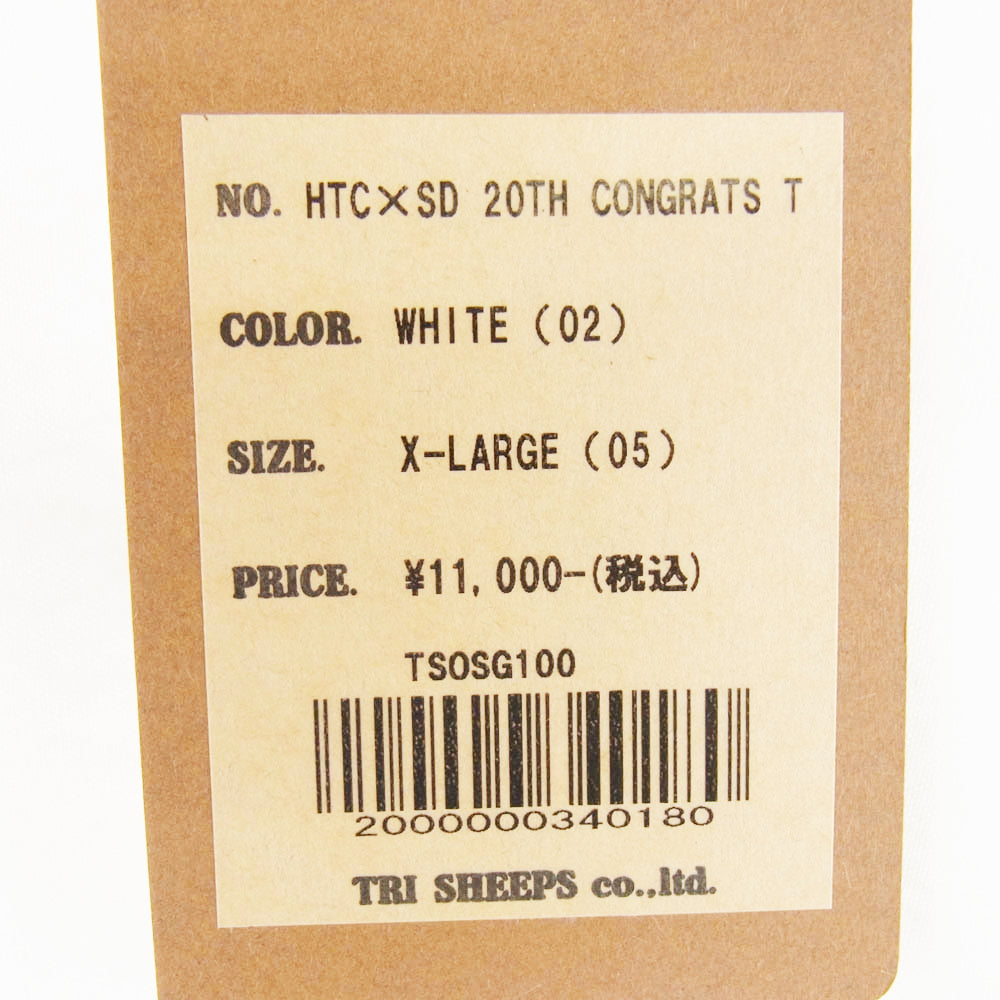 NO. HTC×SD 20TH CONGRATS T
COLOR. WHITE (02)
SIZE. X-LARGE (05)
PRICE. ¥11,000-(税込)
TSOSG100
2000000340180
TRI SHEEPS co.,ltd.